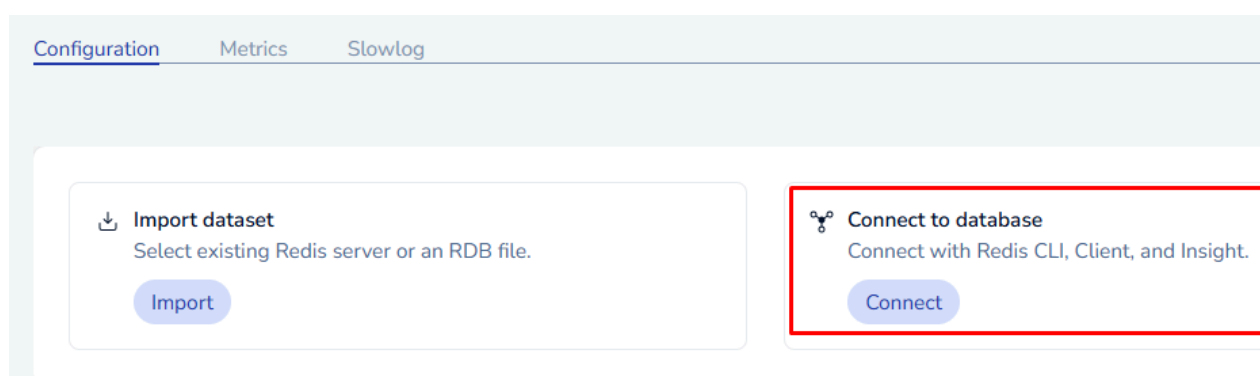 Configuration Metrics Slowlog
Import dataset
Select existing Redis server or an RDB file.
Import
Connect to database
Connect with Redis CLI, Client, and Insight.
Connect